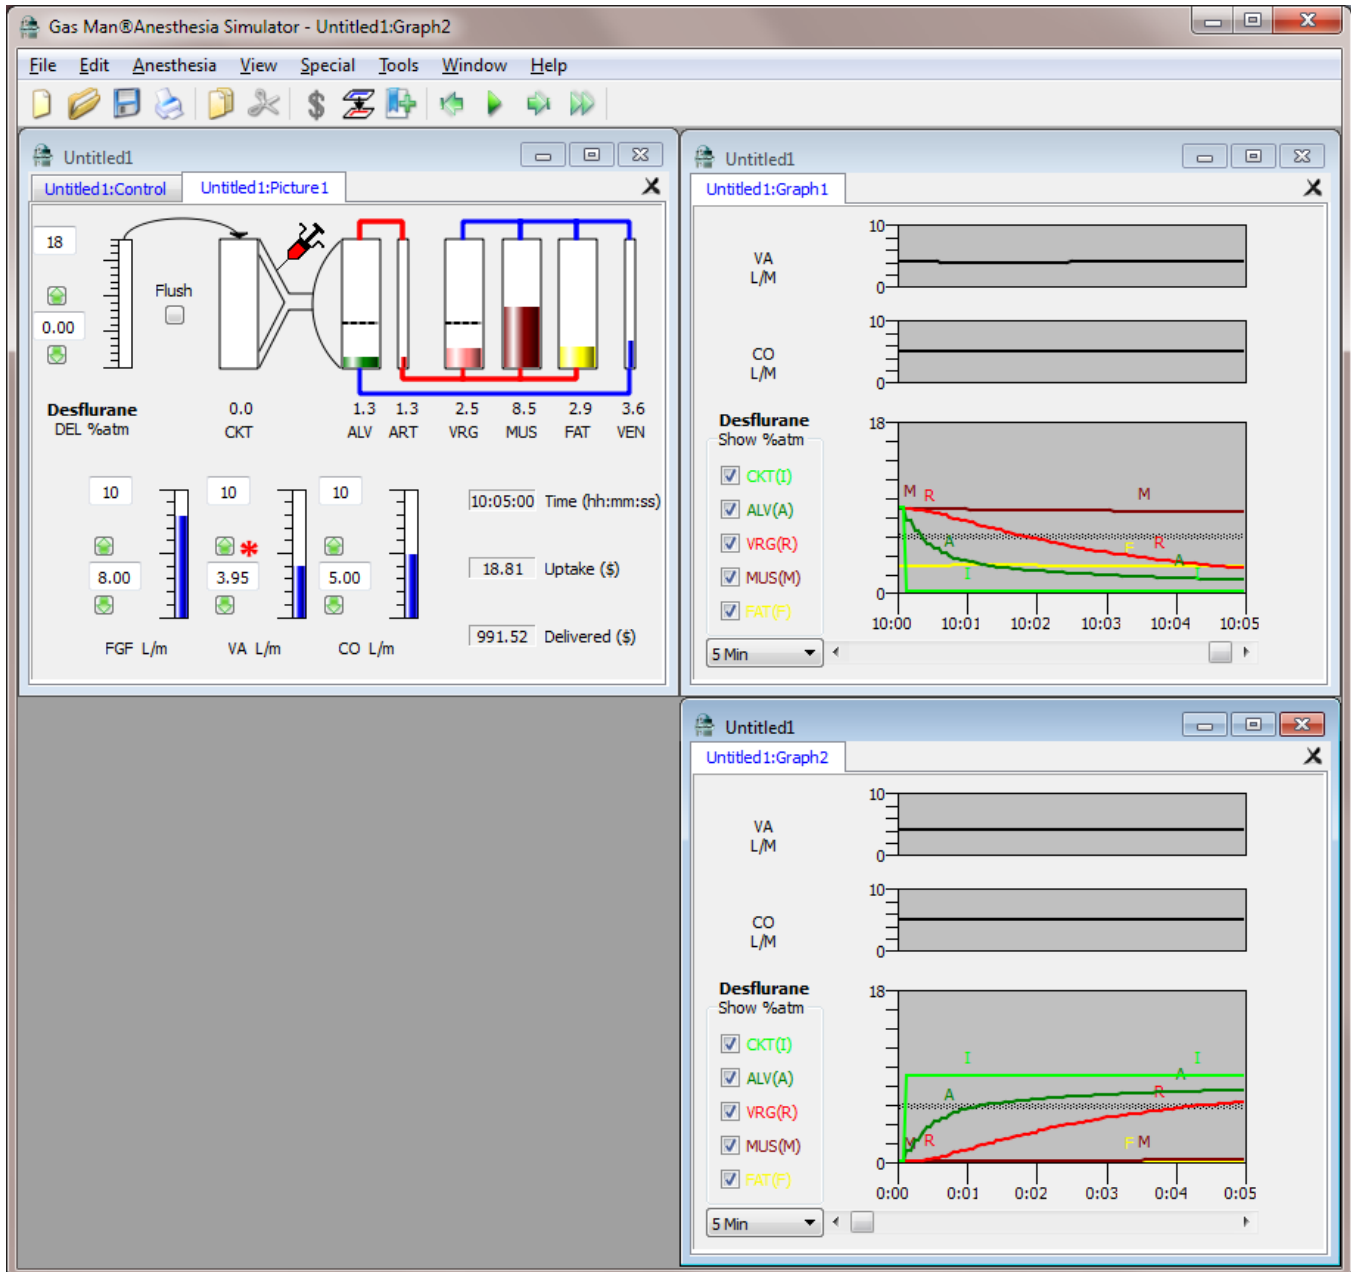 Gas Man®Anesthesia Simulator - Untitled1:Graph2
File Edit Anesthesia View Special Tools Window Help
$
Untitled1
Untitled1:Control Untitled1:Picture1
18
0.00
Flush
Desflurane
DEL %atm
0.0 1.3 1.3 2.5 8.5 2.9 3.6
CKT ALV ART VRG MUS FAT VEN
10 10 10
*
8.00 3.95 5.00
FGF L/m VA L/m CO L/m
10:05:00 Time (hh:mm:ss)
18.81 Uptake ($)
991.52 Delivered ($)
Untitled1
Untitled1:Graph1
10
VA
L/M
0
10
CO
L/M
0
Desflurane
Show %atm
CKT(I)
ALV(A)
VRG(R)
MUS(M)
FAT(F)
18
M R M
A F R
A
I I
0
10:00 10:01 10:02 10:03 10:04 10:05
5 Min
Untitled1
Untitled1:Graph2
10
VA
L/M
0
10
CO
L/M
0
Desflurane
Show %atm
CKT(I)
ALV(A)
VRG(R)
MUS(M)
FAT(F)
18
I I
A
A R
M R F M
0
0:00 0:01 0:02 0:03 0:04 0:05
5 Min